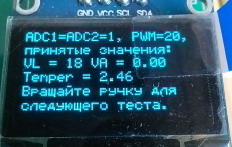 GND VCC SCL SDA
ADC1=ADC2=1, PWM=20,
принятые значения:
VL = 18 VA = 0.00
Temper = 2.46
Вращайте ручку для
следующего теста.